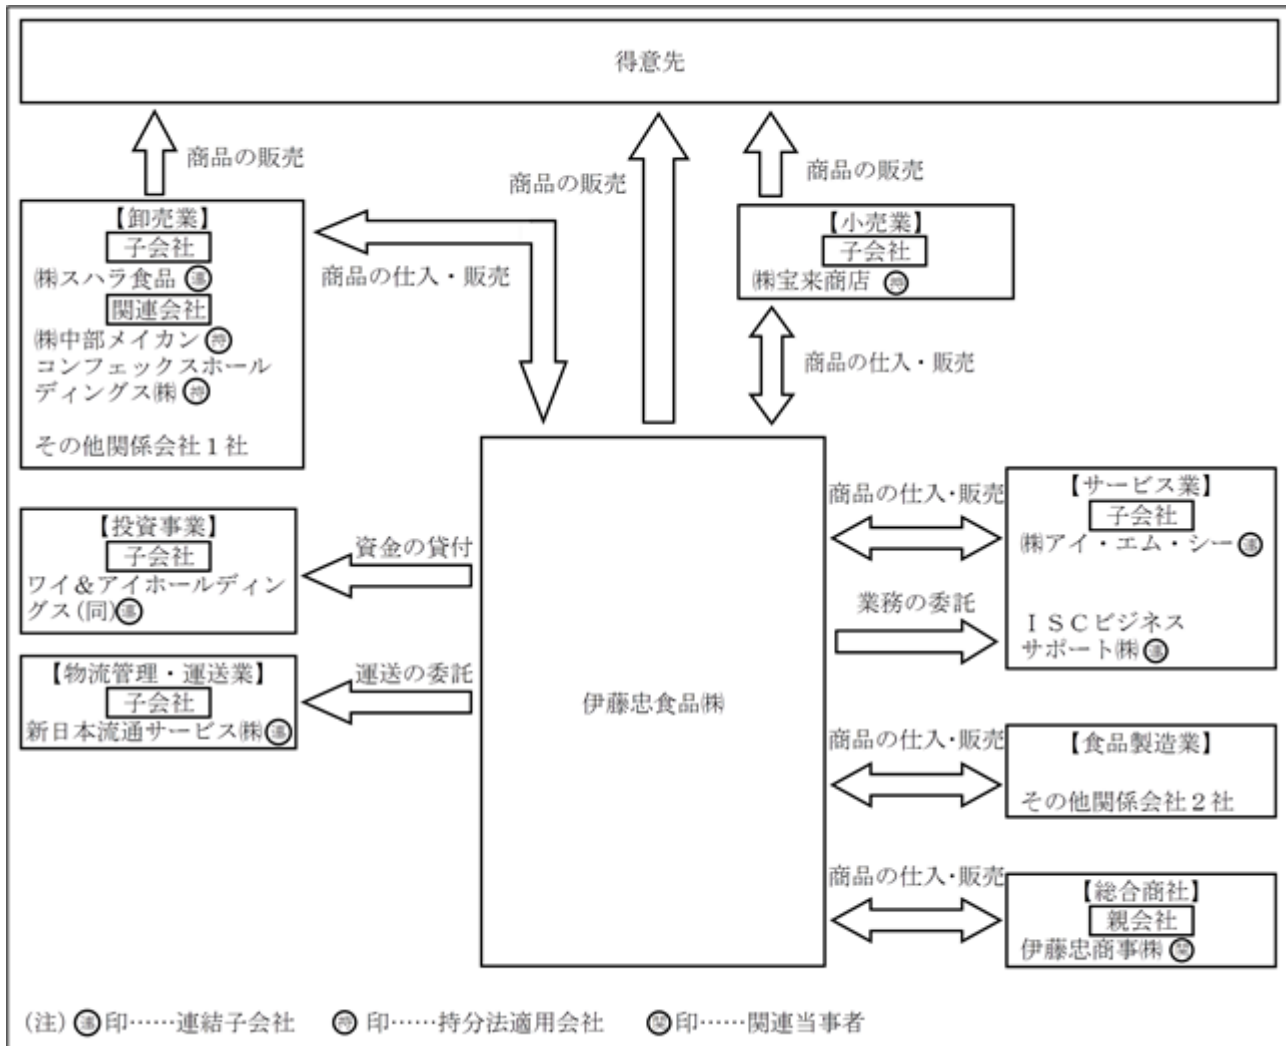 得意先
商品の販売
商品の販売
商品の販売
【卸売業】
子会社
㈱スハラ食品 ㊝
関連会社
㈱中部メイカン 持
コンフェックスホール
ディングス㈱ 持
その他関係会社１社
商品の仕入・販売
【小売業】
子会社
㈱宝来商店 持
商品の仕入・販売
【投資事業】
子会社
ワイ＆アイホールディン
グス(同) 連
資金の貸付
【物流管理・運送業】
子会社
新日本流通サービス㈱ 連
運送の委託
伊藤忠食品㈱
商品の仕入・販売
【サービス業】
子会社
㈱アイ・エム・シー 連
業務の委託
ＩＳＣビジネス
サポート㈱ 連
商品の仕入・販売
【食品製造業】
その他関係会社２社
商品の仕入・販売
【総合商社】
親会社
伊藤忠商事㈱ 関
(注) 連印……連結子会社 持印……持分法適用会社 関印……関連当事者